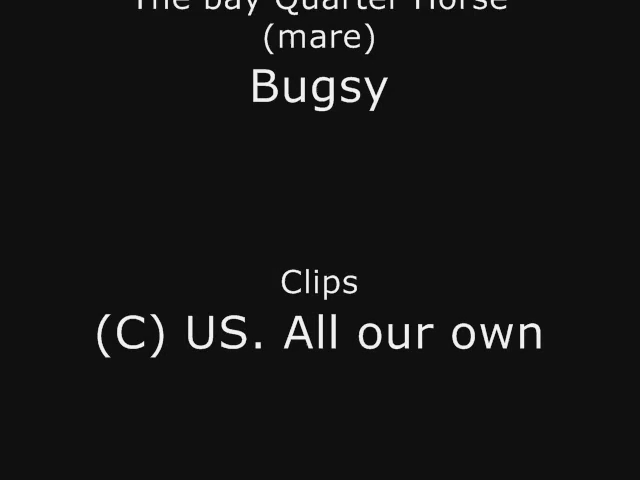 The bay Quarter Horse
(mare)
Bugsy
Clips
(C) US. All our own